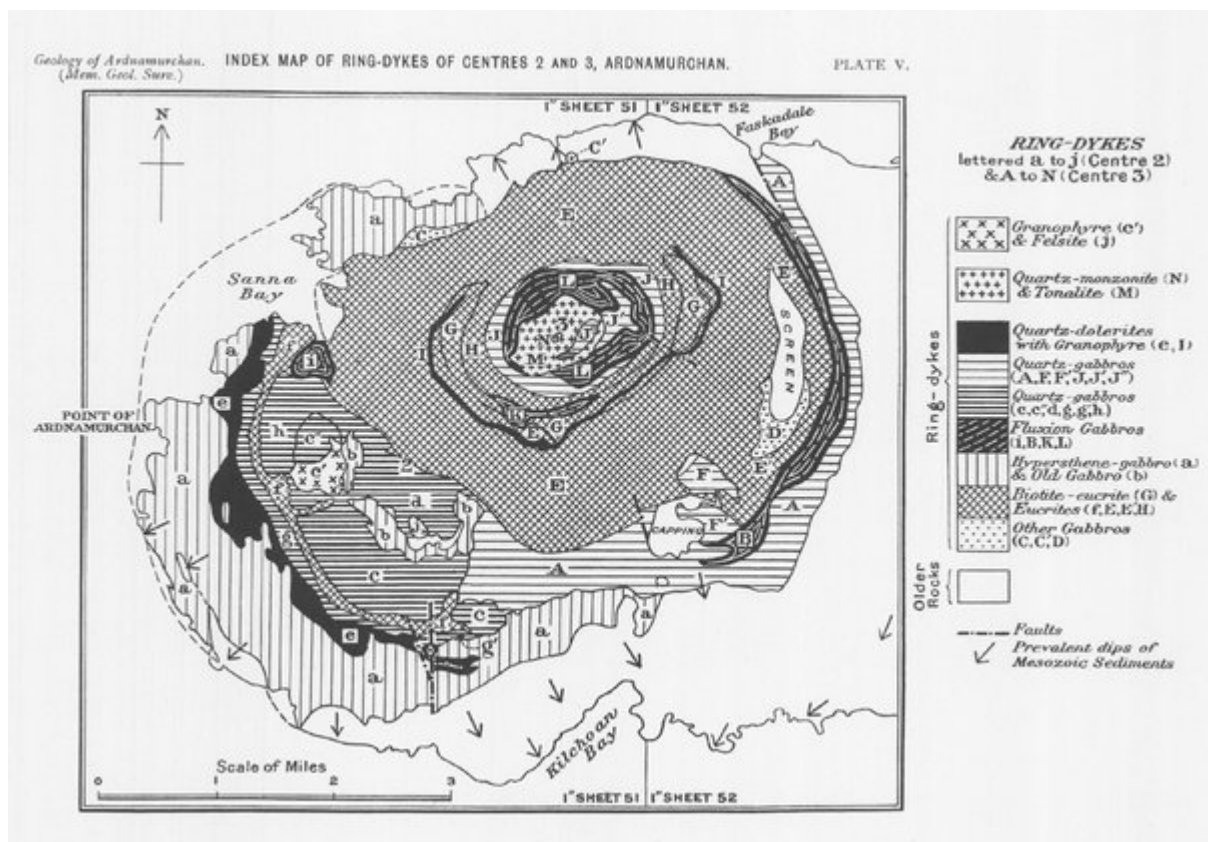 Geology of Ardnamurchan.
(Mem. Geol. Surv.)
INDEX MAP OF RING-DYKES OF CENTRES 2 AND 3, ARDNAMURCHAN.
PLATE V.
1" SHEET 51 1" SHEET 52
N
Faskadale
Bay
C'
A
E
a
C
Sanna
Bay
L
J
H
I
G
E'
SCREEN
3
J'
N
M
J
G
H
I
L
a
f
i
e
POINT OF
ARDNAMURCHAN
h
c
b
c'
2
H
G
E
D
E'
F
E
a
d
b
b
CAPPING
F'
B
A
g
c
A
a
e
c
g'
a
a
a
Kilchoan
Bay
Scale of Miles
0 1 2 3
1" SHEET 51 1" SHEET 52
RING-DYKES
lettered a to j (Centre 2)
& A to N (Centre 3)
Ring-dykes
Granophyre (c')
& Felsite (j)
Quartz-monzonite (N)
& Tonalite (M)
Quartz-dolerites
with Granophyre (e, I)
Quartz-gabbros
(A, F, F', J, J', J'')
Quartz-gabbros
(c, c', d, g, g', h)
Fluxion Gabbros
(i, B, K, L)
Hypersthene-gabbro (a)
& Old Gabbro (b)
Biotite-eucrite (G) &
Eucrites (f, E, E', H)
Other Gabbros
(C, C', D)
Older
Rocks
Faults
Prevalent dips of
Mesozoic Sediments